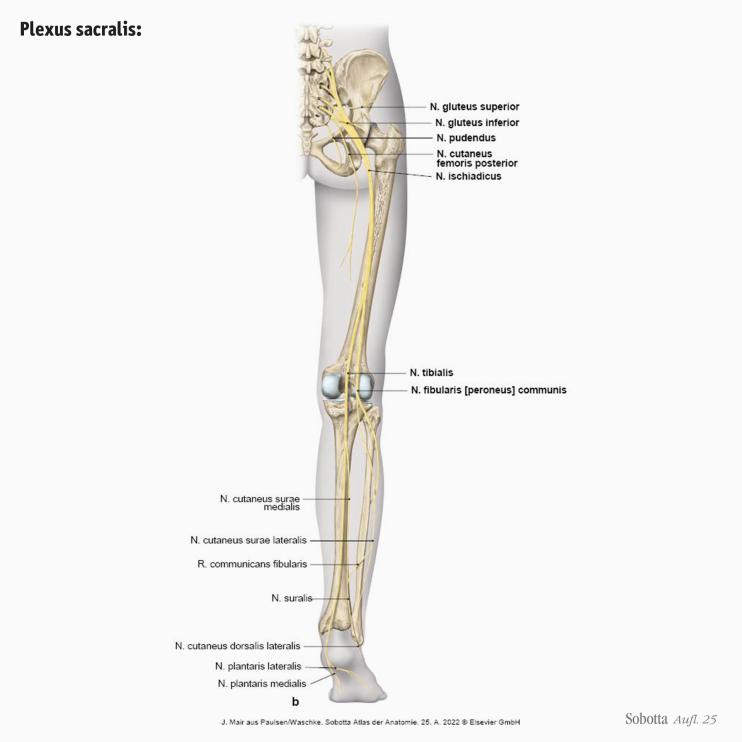 Plexus sacralis:
N. gluteus superior
N. gluteus inferior
N. pudendus
N. cutaneus
femoris posterior
N. ischiadicus
N. tibialis
N. fibularis [peroneus] communis
N. cutaneus surae
medialis
N. cutaneus surae lateralis
R. communicans fibularis
N. suralis
N. cutaneus dorsalis lateralis
N. plantaris lateralis
N. plantaris medialis
b
J. Mair aus Paulsen/Waschke, Sobotta Atlas der Anatomie, 25. A. 2022 © Elsevier GmbH
Sobotta Aufl. 25